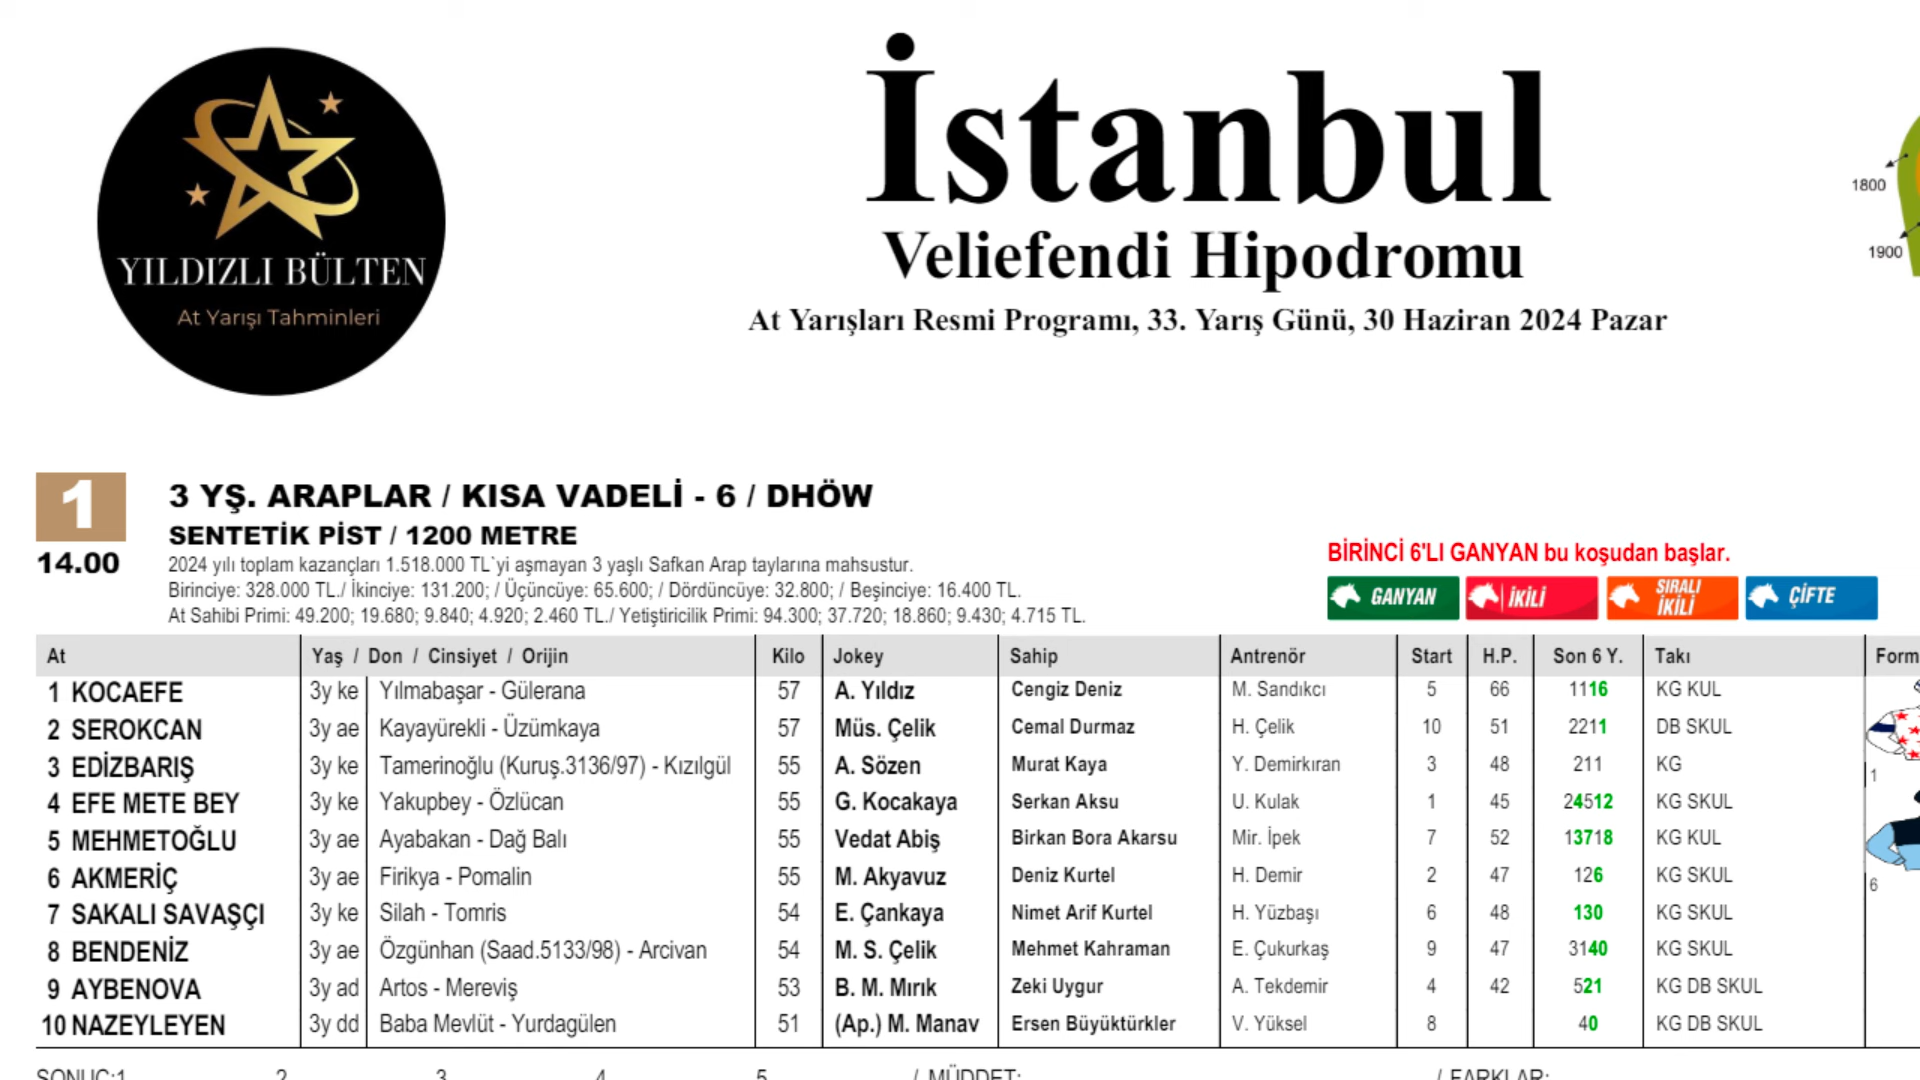 YILDIZLI BÜLTEN
At Yarışı Tahminleri
İstanbul
Veliefendi Hipodromu
At Yarışları Resmi Programı, 33. Yarış Günü, 30 Haziran 2024 Pazar
1800
1900
1
14.00
3 YŞ. ARAPLAR / KISA VADELİ - 6 / DHÖW
SENTETİK PİST / 1200 METRE
2024 yılı toplam kazançları 1.518.000 TL`yi aşmayan 3 yaşlı Safkan Arap taylarına mahsustur.
Birinciye: 328.000 TL./ İkinciye: 131.200; / Üçüncüye: 65.600; / Dördüncüye: 32.800; / Beşinciye: 16.400 TL.
At Sahibi Primi: 49.200; 19.680; 9.840; 4.920; 2.460 TL./ Yetiştiricilik Primi: 94.300; 37.720; 18.860; 9.430; 4.715 TL.
BİRİNCİ 6'LI GANYAN bu koşudan başlar.
GANYAN İKİLİ SIRALI İKİLİ ÇİFTE
At Yaş / Don / Cinsiyet / Orijin Kilo Jokey Sahip Antrenör Start H.P. Son 6 Y. Takı Form
1 KOCAEFE 3y ke Yılmabaşar - Gülerana 57 A. Yıldız Cengiz Deniz M. Sandıkcı 5 66 1116 KG KUL
2 SEROKCAN 3y ae Kayayürekli - Üzümkaya 57 Müs. Çelik Cemal Durmaz H. Çelik 10 51 2211 DB SKUL
3 EDİZBARIŞ 3y ke Tamerinoğlu (Kuruş.3136/97) - Kızılgül 55 A. Sözen Murat Kaya Y. Demirkıran 3 48 211 KG
1
4 EFE METE BEY 3y ke Yakupbey - Özlücan 55 G. Kocakaya Serkan Aksu U. Kulak 1 45 24512 KG SKUL
5 MEHMETOĞLU 3y ae Ayabakan - Dağ Balı 55 Vedat Abiş Birkan Bora Akarsu Mir. İpek 7 52 13718 KG KUL
6 AKMERİÇ 3y ae Firikya - Pomalin 55 M. Akyavuz Deniz Kurtel H. Demir 2 47 126 KG SKUL
6
7 SAKALI SAVAŞÇI 3y ke Silah - Tomris 54 E. Çankaya Nimet Arif Kurtel H. Yüzbaşı 6 48 130 KG SKUL
8 BENDENİZ 3y ae Özgünhan (Saad.5133/98) - Arcivan 54 M. S. Çelik Mehmet Kahraman E. Çukurkaş 9 47 3140 KG SKUL
9 AYBENOVA 3y ad Artos - Mereviş 53 B. M. Mırık Zeki Uygur A. Tekdemir 4 42 521 KG DB SKUL
10 NAZEYLEYEN 3y dd Baba Mevlüt - Yurdagülen 51 (Ap.) M. Manav Ersen Büyüktürkler V. Yüksel 8 40 KG DB SKUL
SONUÇ:1 2 3 4 5 / MÜDDET: / FARKLAR: